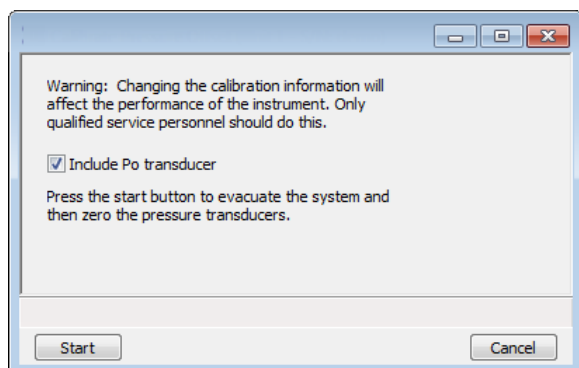 Warning: Changing the calibration information will
affect the performance of the instrument. Only
qualified service personnel should do this.
Include Po transducer
Press the start button to evacuate the system and
then zero the pressure transducers.
Start
Cancel